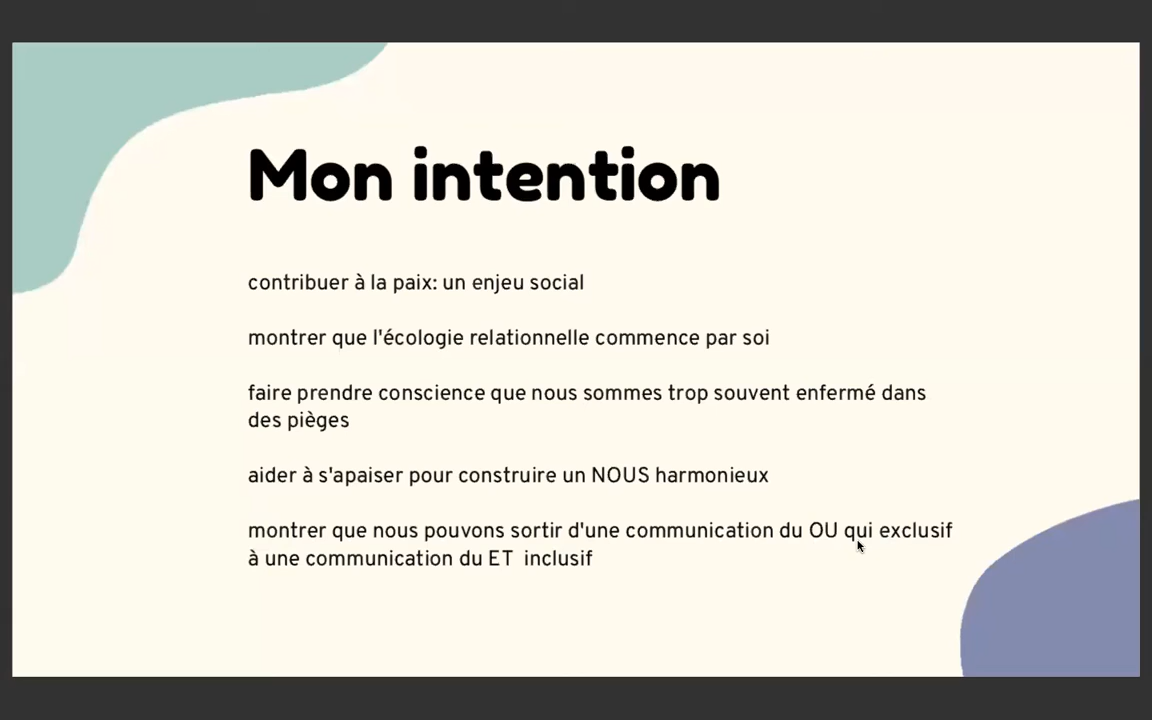 Mon intention
contribuer à la paix: un enjeu social
montrer que l'écologie relationnelle commence par soi
faire prendre conscience que nous sommes trop souvent enfermé dans
des pièges
aider à s'apaiser pour construire un NOUS harmonieux
montrer que nous pouvons sortir d'une communication du OU qui exclusif
à une communication du ET  inclusif